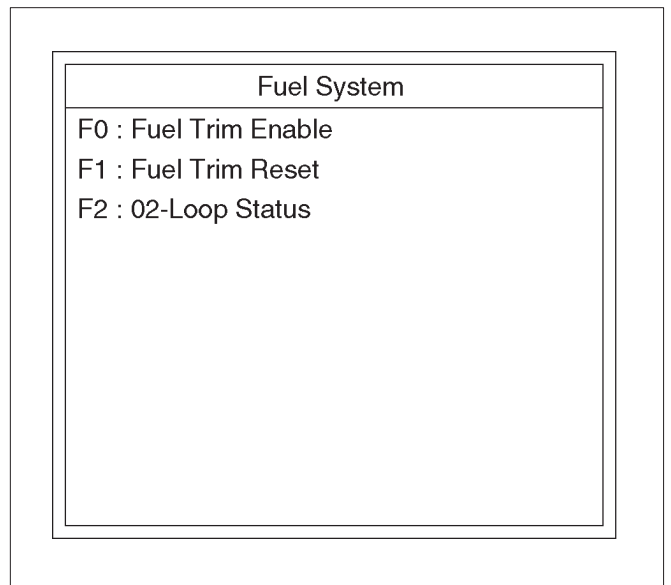 Fuel System
F0 : Fuel Trim Enable
F1 : Fuel Trim Reset
F2 : 02-Loop Status